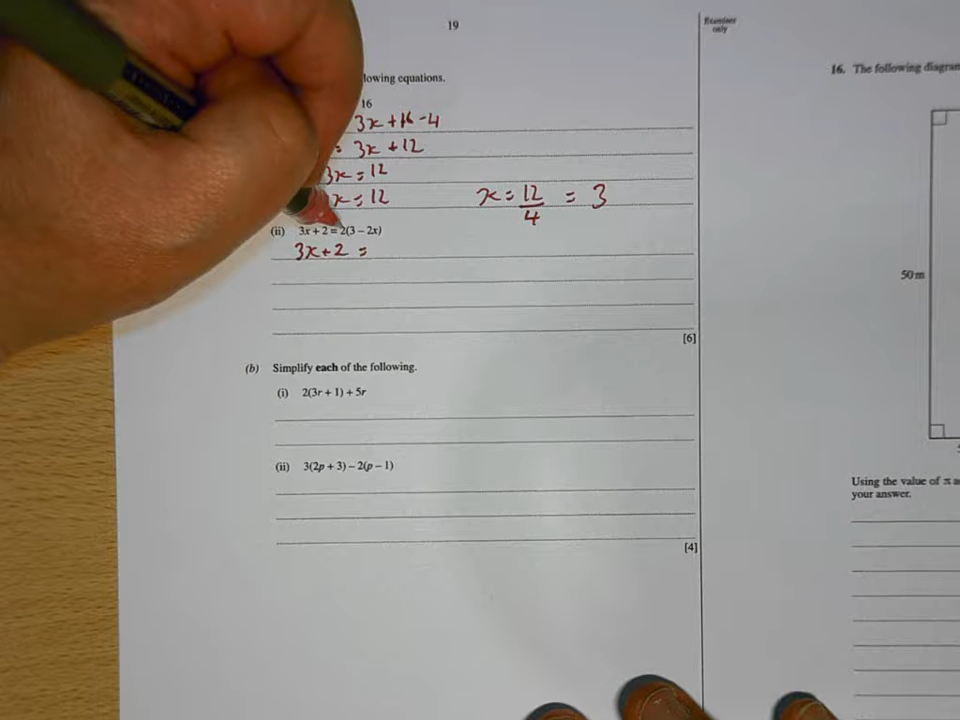 19
Examiner
only
lowing equations.
16
3x + 16 - 4
= 3x + 12
3x = 12
x = 12
x = 12/4 = 3
(ii) 3x + 2 = 2(3 – 2x)
3x + 2 =
[6]
(b) Simplify each of the following.
(i) 2(3r + 1) + 5r
(ii) 3(2p + 3) – 2(p – 1)
[4]
16. The following diagram
50 m
Using the value of π a
your answer.